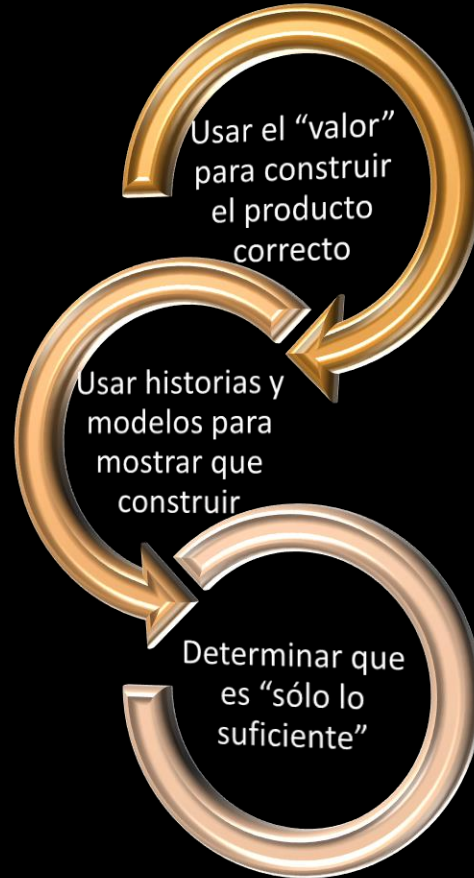 Usar el “valor”
para construir
el producto
correcto
Usar historias y
modelos para
mostrar que
construir
Determinar que
es “sólo lo
suficiente”